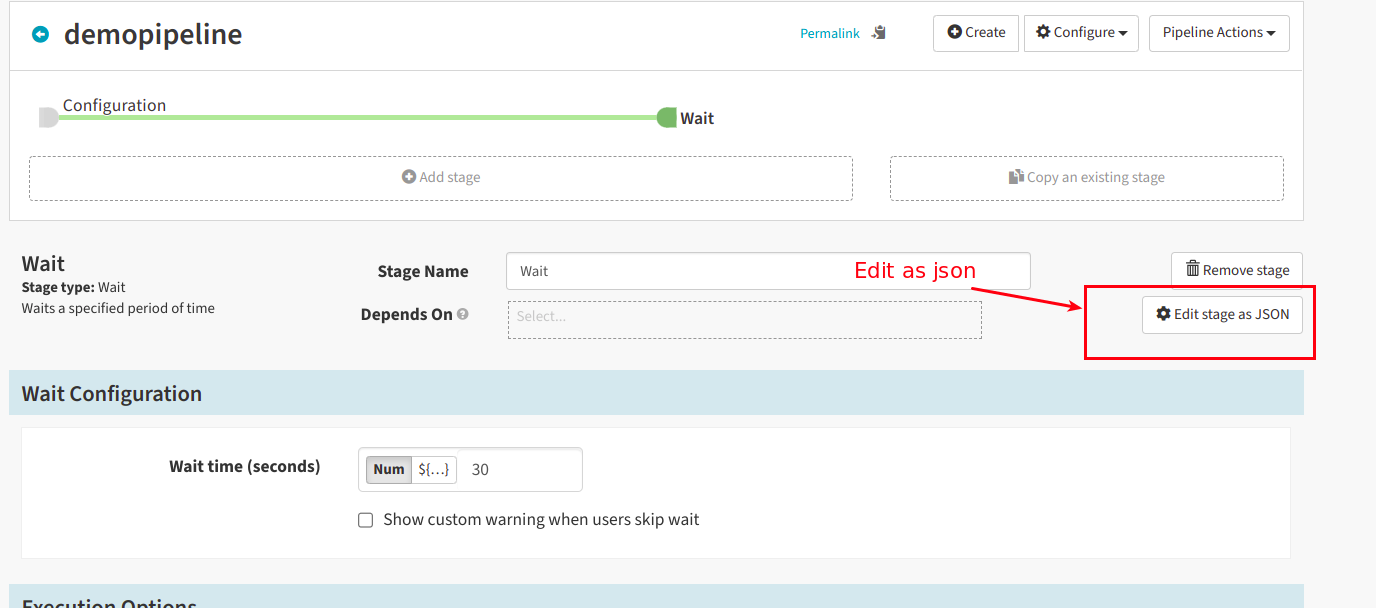 demopipeline
Permalink
Create
Configure
Pipeline Actions
Configuration
Wait
Add stage
Copy an existing stage
Wait
Stage type: Wait
Waits a specified period of time
Stage Name
Wait
Edit as json
Remove stage
Depends On
Select...
Edit stage as JSON
Wait Configuration
Wait time (seconds)
Num
${...}
30
Show custom warning when users skip wait
Execution Options